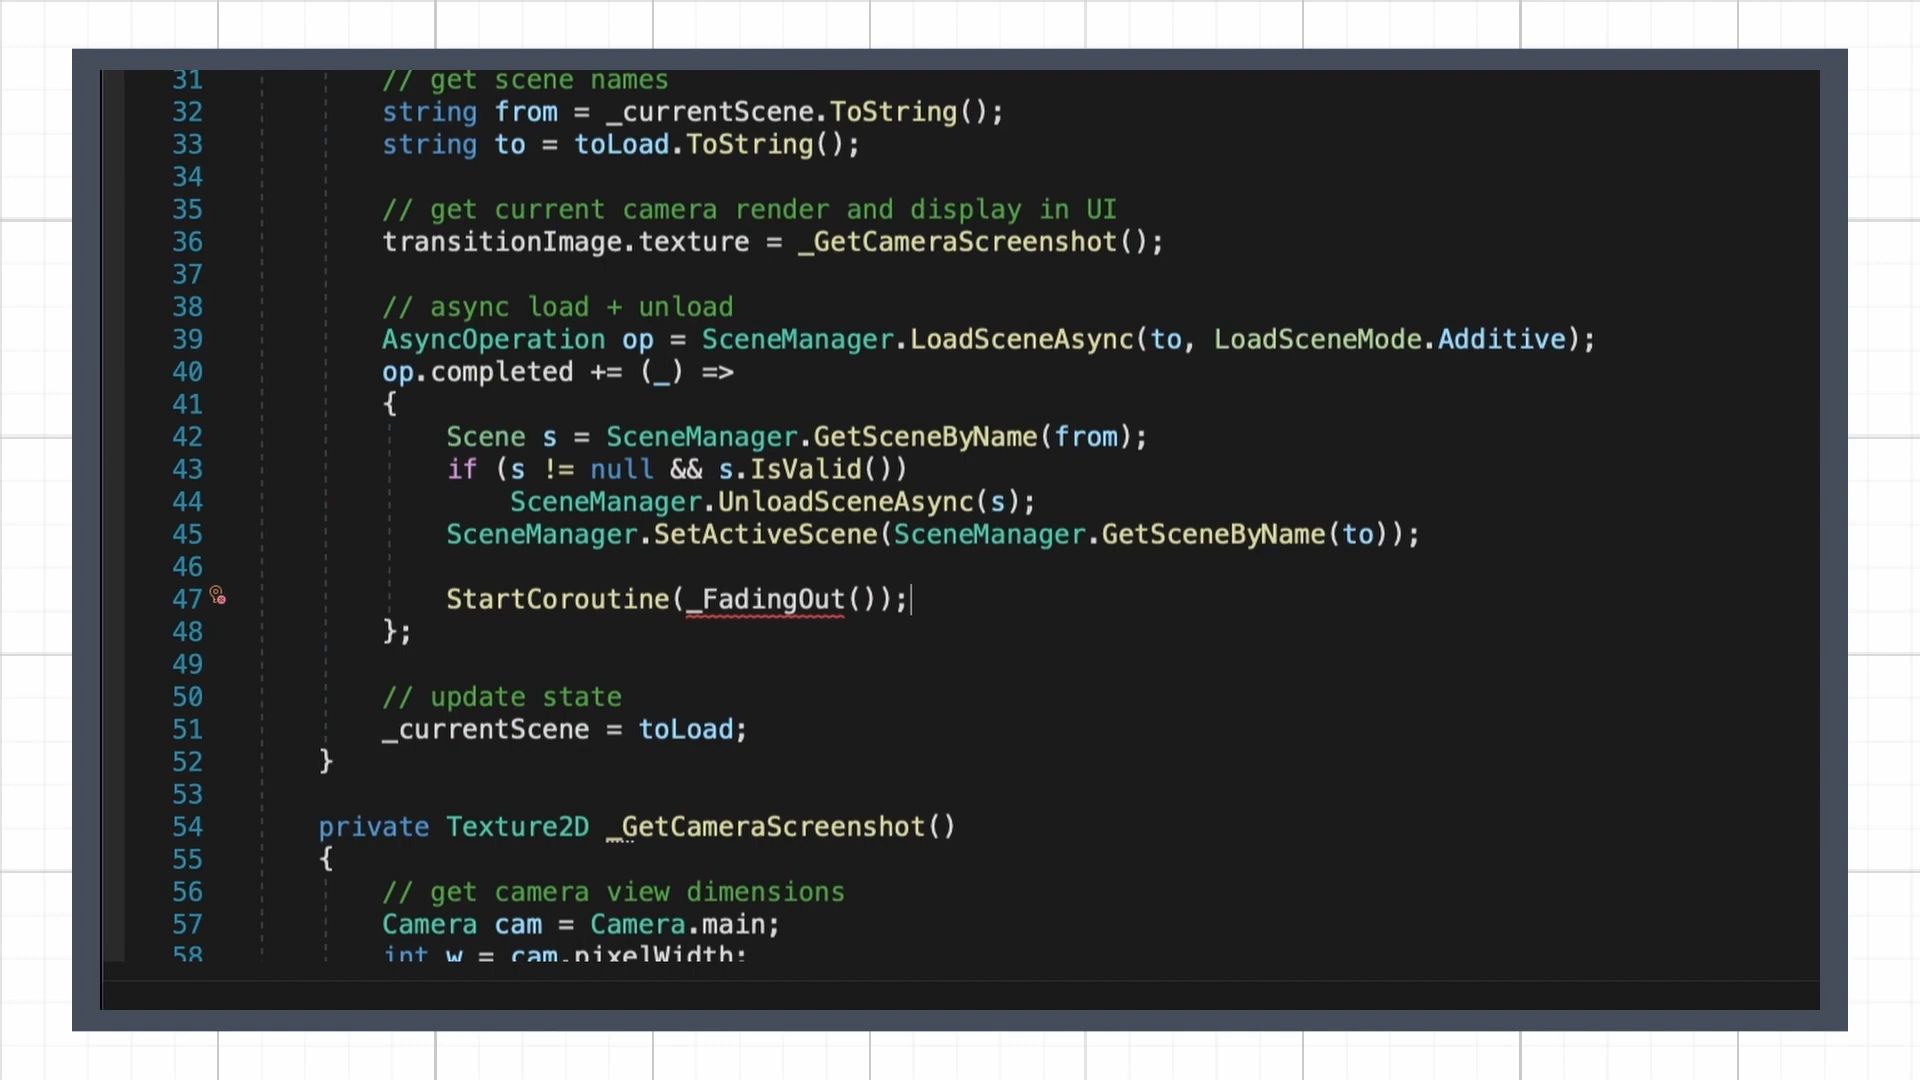 31 // get scene names
32 string from = _currentScene.ToString();
33 string to = toLoad.ToString();
34
35 // get current camera render and display in UI
36 transitionImage.texture = _GetCameraScreenshot();
37
38 // async load + unload
39 AsyncOperation op = SceneManager.LoadSceneAsync(to, LoadSceneMode.Additive);
40 op.completed += (_) =>
41 {
42 Scene s = SceneManager.GetSceneByName(from);
43 if (s != null && s.IsValid())
44 SceneManager.UnloadSceneAsync(s);
45 SceneManager.SetActiveScene(SceneManager.GetSceneByName(to));
46
47 StartCoroutine(_FadingOut());
48 };
49
50 // update state
51 _currentScene = toLoad;
52 }
53
54 private Texture2D _GetCameraScreenshot()
55 {
56 // get camera view dimensions
57 Camera cam = Camera.main;
58 int w = cam.pixelWidth;